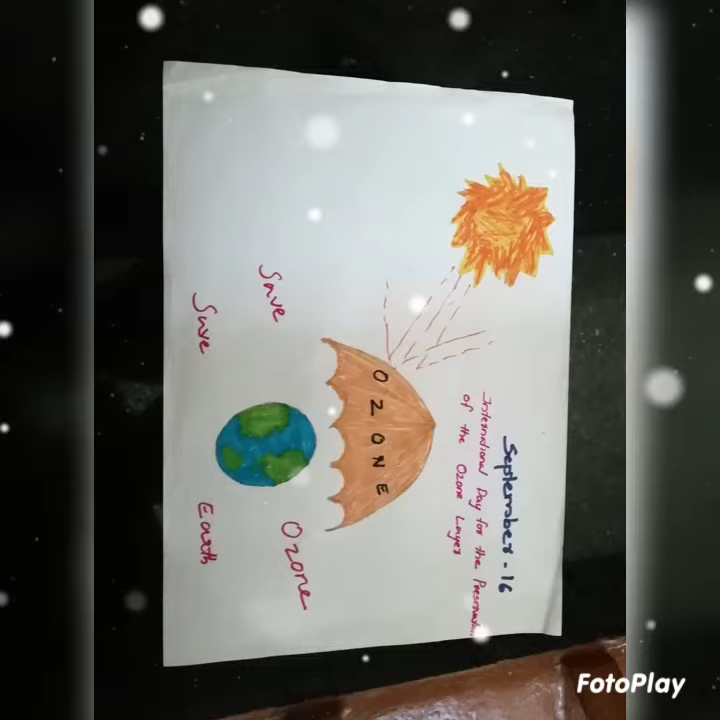 September - 16
International Day for the
of the Ozone Layer
OZONE
Save Ozone
Save Earth
FotoPlay